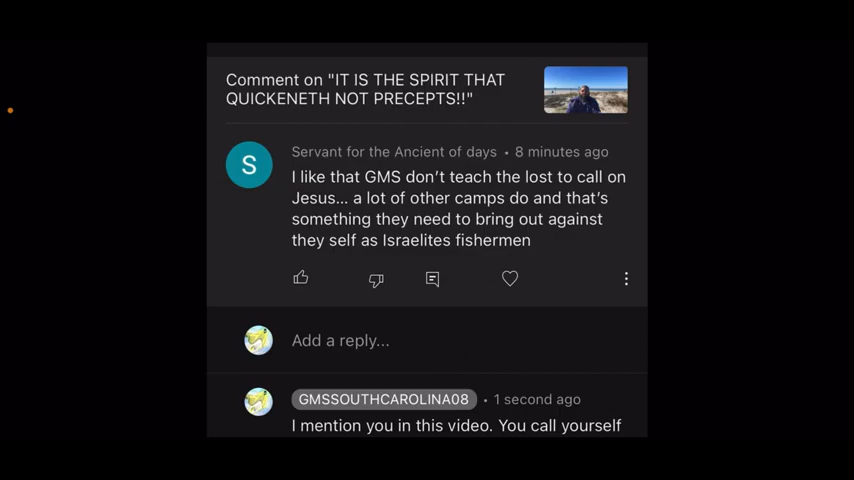 Comment on "IT IS THE SPIRIT THAT
QUICKENETH NOT PRECEPTS!!"
S
Servant for the Ancient of days • 8 minutes ago
I like that GMS don't teach the lost to call on
Jesus... a lot of other camps do and that's
something they need to bring out against
they self as Israelites fishermen
Add a reply...
GMSSOUTHCAROLINA08 • 1 second ago
I mention you in this video. You call yourself